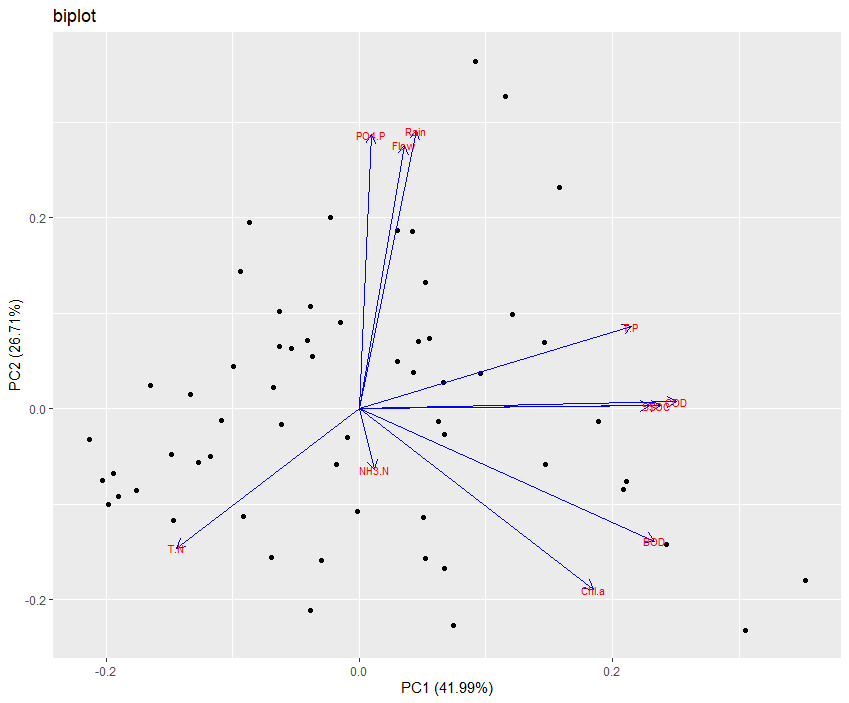 biplot
PO4.P
Rain
Flow
T.P
COD
NH3.N
T.N
BOD
Chl.a
0.2
0.0
-0.2
-0.2
0.0
0.2
PC2 (26.71%)
PC1 (41.99%)